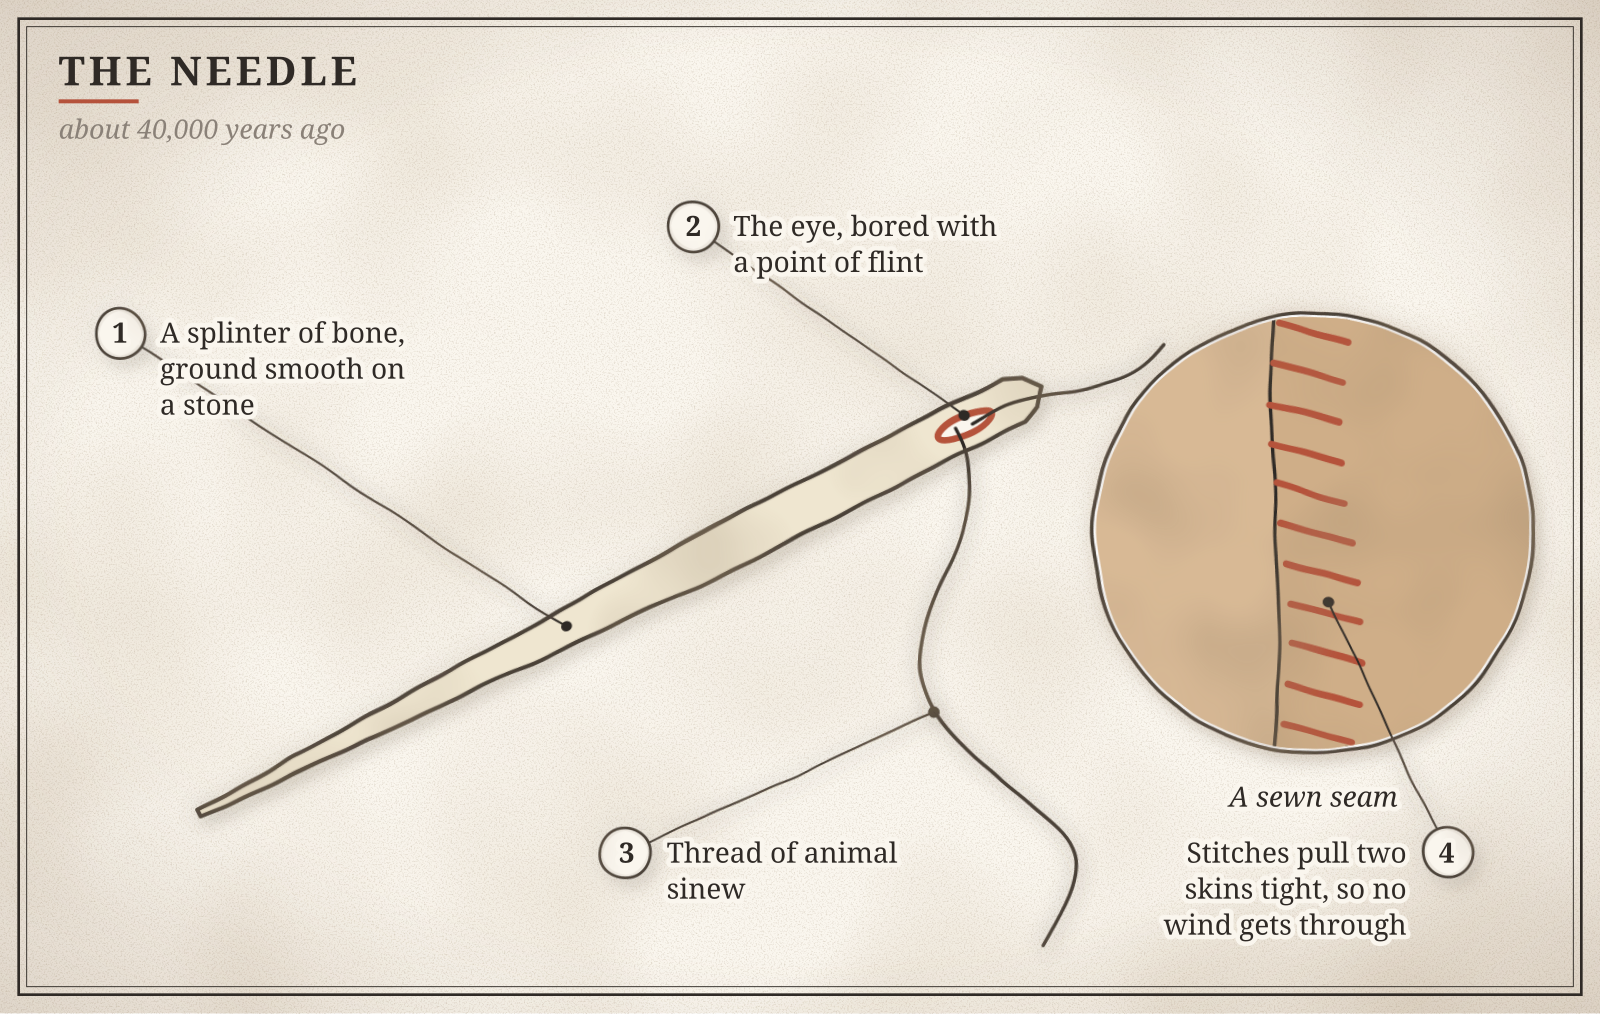 THE NEEDLE
about 40,000 years ago
1
A splinter of bone,
ground smooth on
a stone
2
The eye, bored with
a point of flint
3
Thread of animal
sinew
A sewn seam
4
Stitches pull two
skins tight, so no
wind gets through